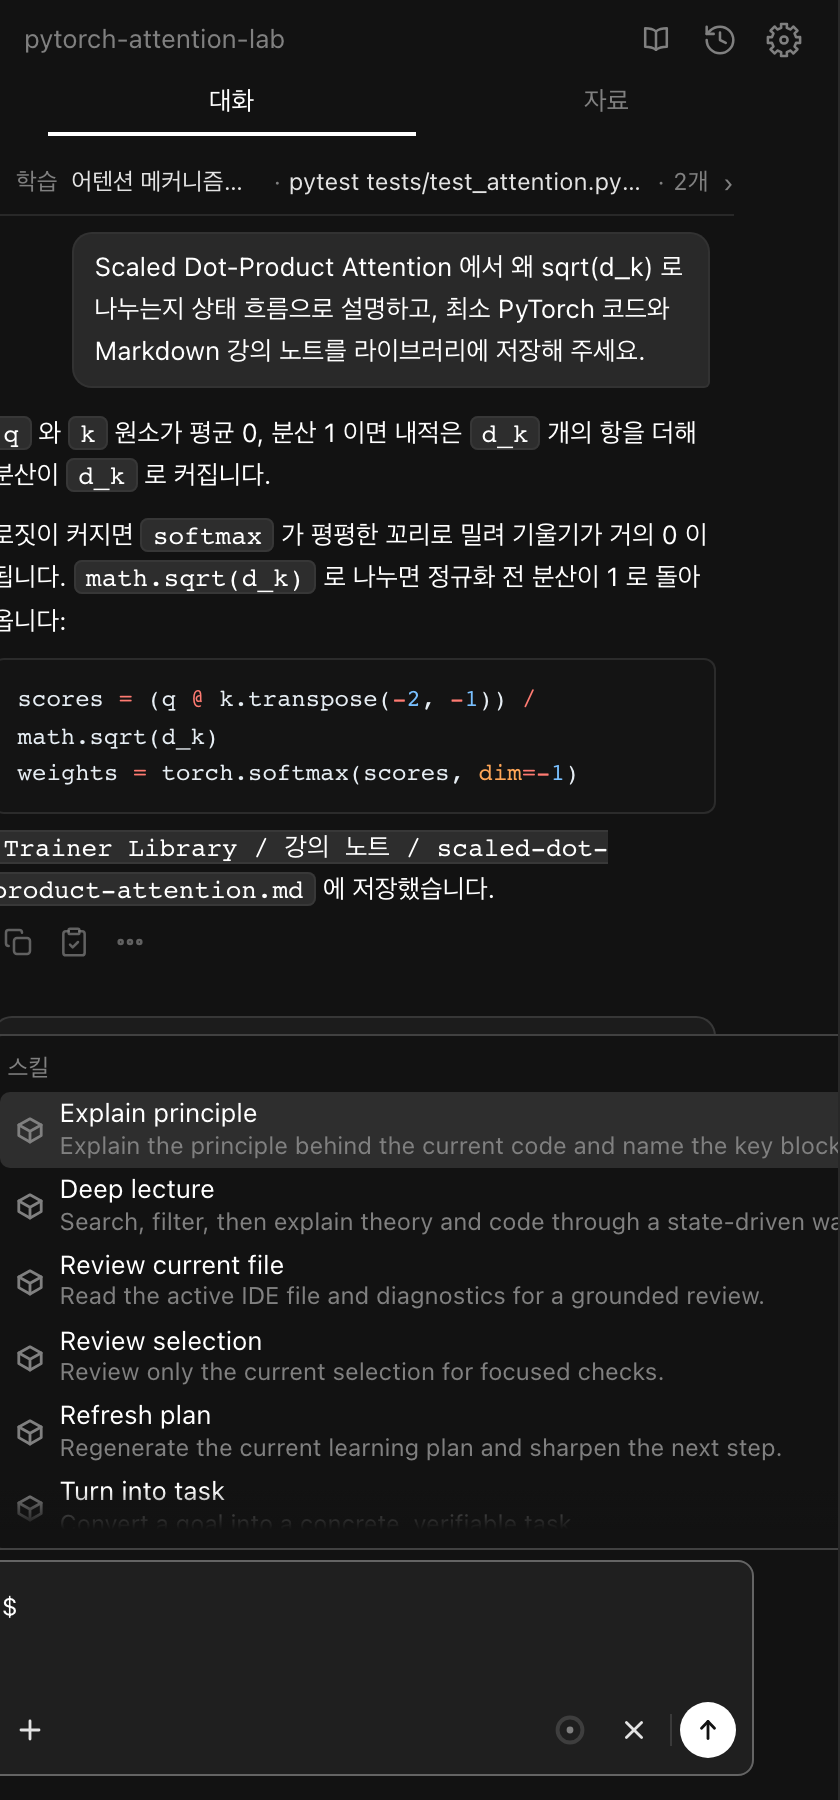 pytorch-attention-lab
대화
자료
학습 어텐션 메커니즘... · pytest tests/test_attention.py... · 2개 ›
Scaled Dot-Product Attention 에서 왜 sqrt(d_k) 로
나누는지 상태 흐름으로 설명하고, 최소 PyTorch 코드와
Markdown 강의 노트를 라이브러리에 저장해 주세요.
q 와 k 원소가 평균 0, 분산 1 이면 내적은 d_k 개의 항을 더해
분산이 d_k 로 커집니다.
로짓이 커지면 softmax 가 평평한 꼬리로 밀려 기울기가 거의 0 이
됩니다. math.sqrt(d_k) 로 나누면 정규화 전 분산이 1 로 돌아
옵니다:
scores = (q @ k.transpose(-2, -1)) /
math.sqrt(d_k)
weights = torch.softmax(scores, dim=-1)
Trainer Library / 강의 노트 / scaled-dot-
product-attention.md 에 저장했습니다.
스킬
Explain principle
Explain the principle behind the current code and name the key block
Deep lecture
Search, filter, then explain theory and code through a state-driven wa
Review current file
Read the active IDE file and diagnostics for a grounded review.
Review selection
Review only the current selection for focused checks.
Refresh plan
Regenerate the current learning plan and sharpen the next step.
Turn into task
Convert a goal into a concrete, verifiable task
$